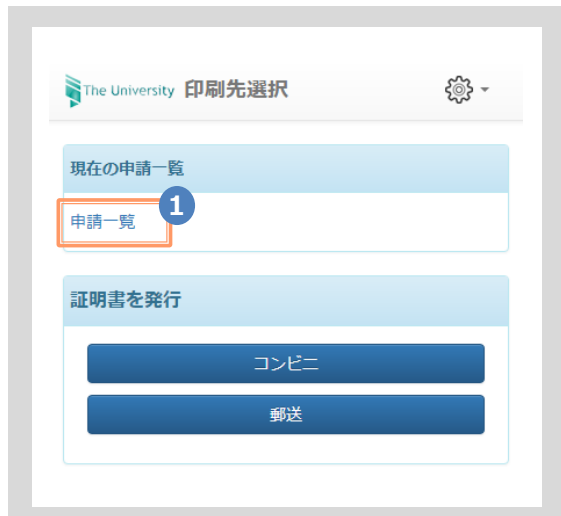 The University 印刷先選択
現在の申請一覧
1
申請一覧
証明書を発行
コンビニ
郵送